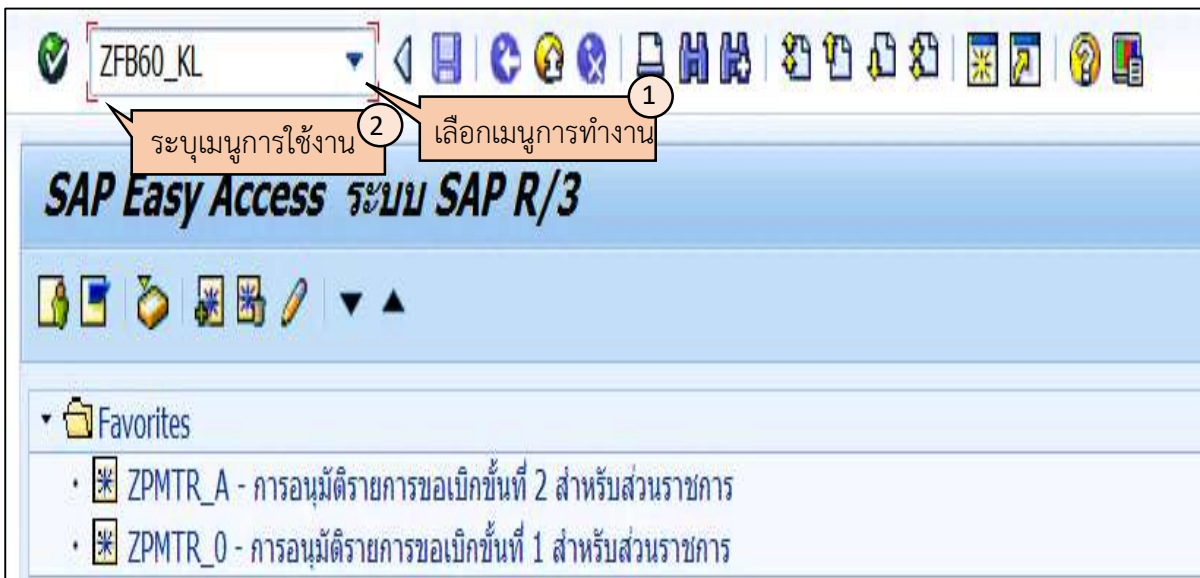 ZFB60_KL
1
2
เลือกเมนูการทำงาน
ระบุเมนูการใช้งาน
SAP Easy Access ระบบ SAP R/3
Favorites
ZPMTR_A - การอนุมัติรายการขอเบิกขั้นที่ 2 สำหรับส่วนราชการ
ZPMTR_0 - การอนุมัติรายการขอเบิกขั้นที่ 1 สำหรับส่วนราชการ